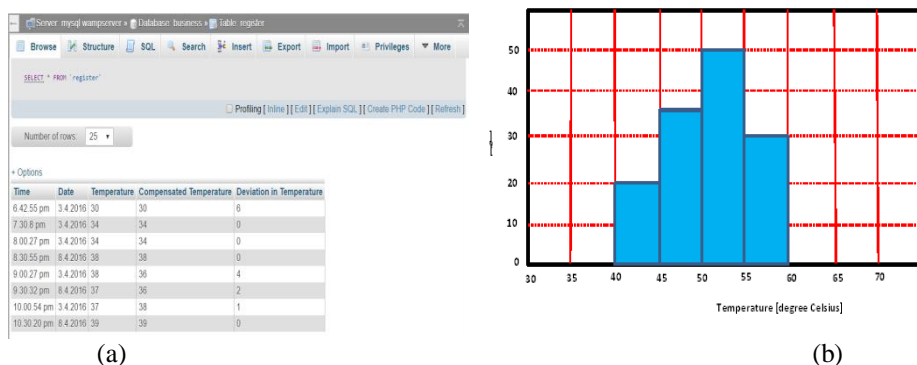 Server: mysql wampserver » Database: business » Table: register
Browse Structure SQL Search Insert Export Import Privileges More
SELECT * FROM `register`
Profiling [ Inline ] [ Edit ] [ Explain SQL ] [ Create PHP Code ] [ Refresh ]
Number of rows: 25
+ Options
Time Date Temperature Compensated Temperature Deviation in Temperature
6.42.55 pm 3.4.2016 30 30 6
7.30.8 pm 3.4.2016 34 34 0
8.00.27 pm 3.4.2016 34 34 0
8.30.55 pm 8.4.2016 38 38 0
9.00.27 pm 3.4.2016 38 36 4
9.30.32 pm 8.4.2016 37 36 2
10.00.54 pm 3.4.2016 37 38 1
10.30.20 pm 8.4.2016 39 39 0
(a)
50
40
30
20
10
0
30 35 40 45 50 55 60 65 70
Temperature [degree Celsius]
(b)